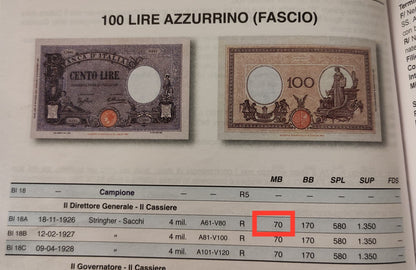 100 LIRE AZZURRINO (FASCIO)
BANCA D'ITALIA
CENTO LIRE
100
MB BB SPL SUP FDS
BI 18 — Campione R5 — — — — —
Il Direttore Generale - Il Cassiere
BI 18A 18-11-1926 Stringher - Sacchi 4 mil. A61-V80 R 70 170 580 1.350 —
BI 18B 12-02-1927 " 4 mil. A81-V100 R 70 170 580 1.350 —
BI 18C 09-04-1928 " 4 mil. A101-V120 R 70 170 580 1.350 —
Il Governatore - Il Cassiere